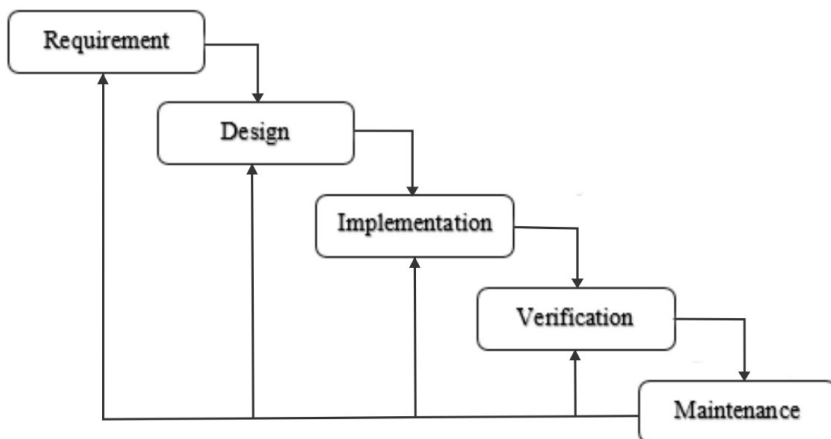 Requirement
Design
Implementation
Verification
Maintenance